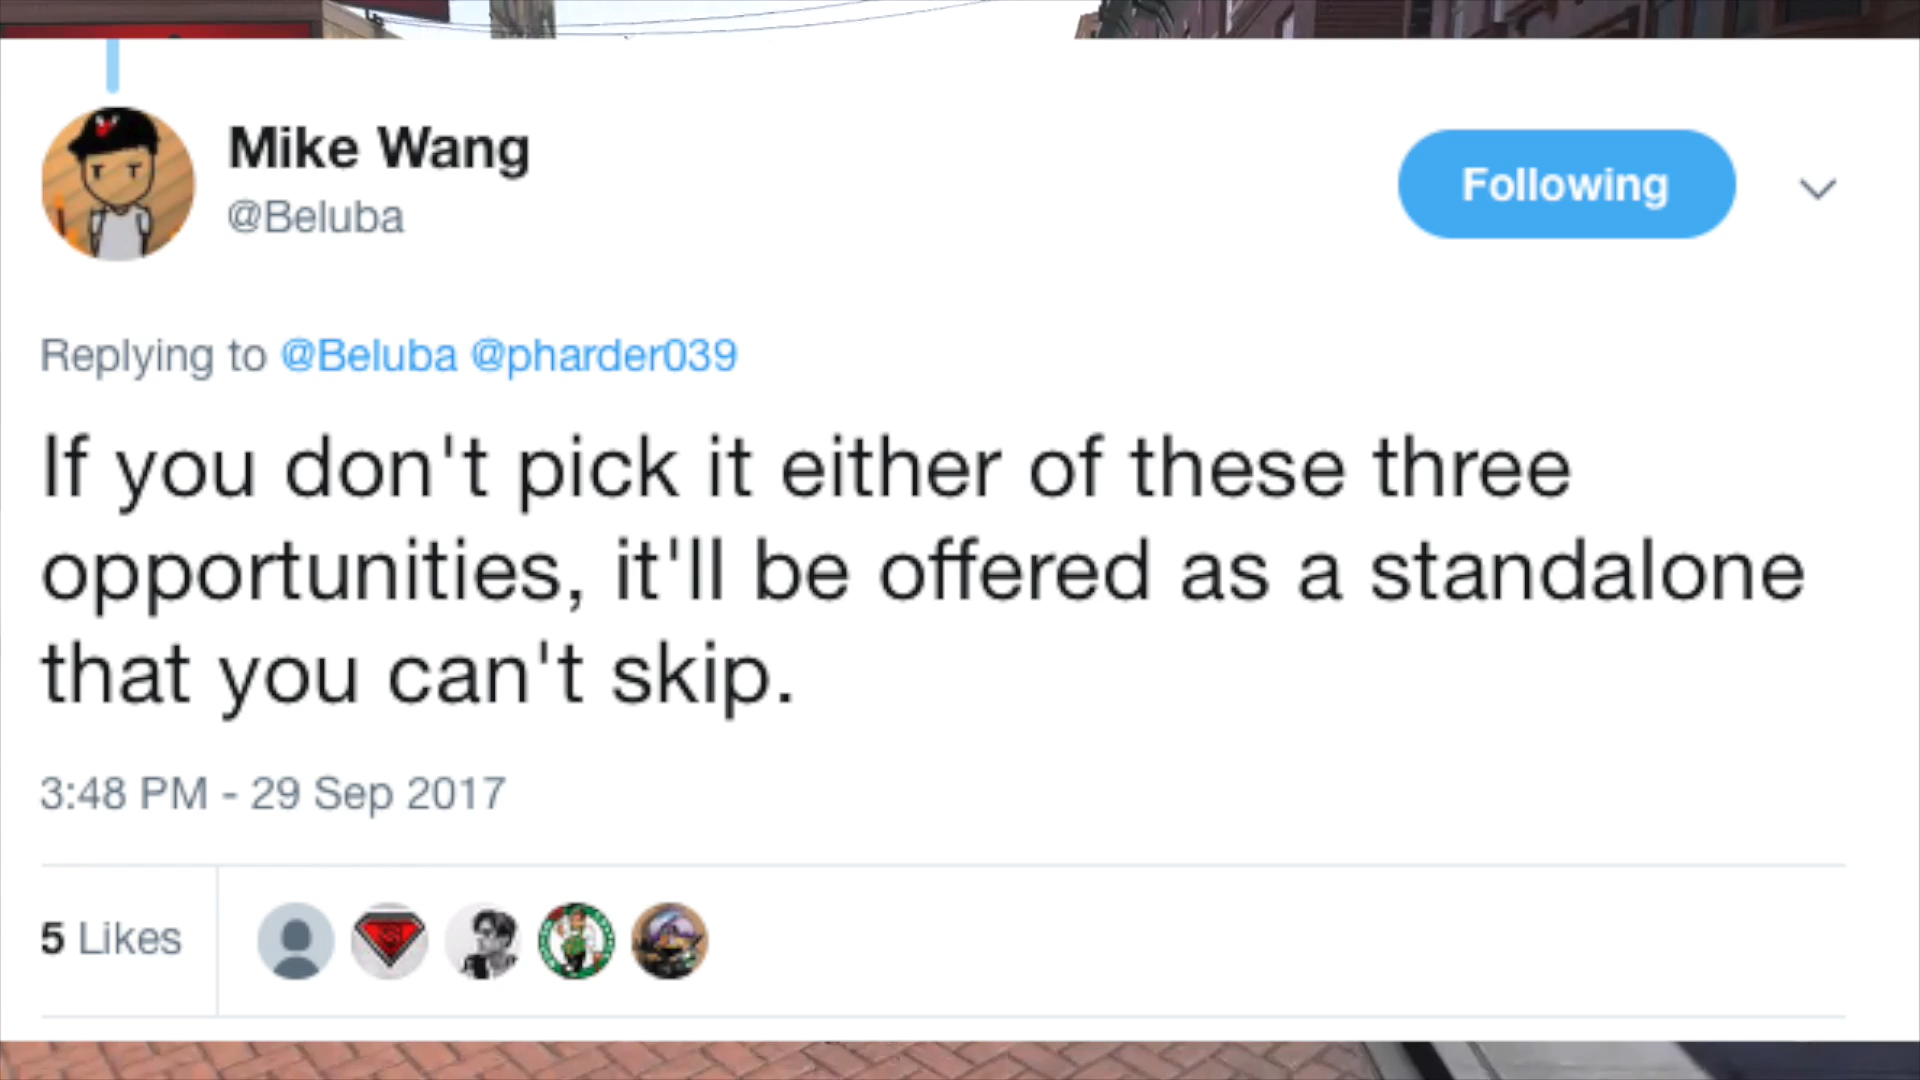 Mike Wang
@Beluba
Following
Replying to @Beluba @pharder039
If you don't pick it either of these three
opportunities, it'll be offered as a standalone
that you can't skip.
3:48 PM - 29 Sep 2017
5 Likes